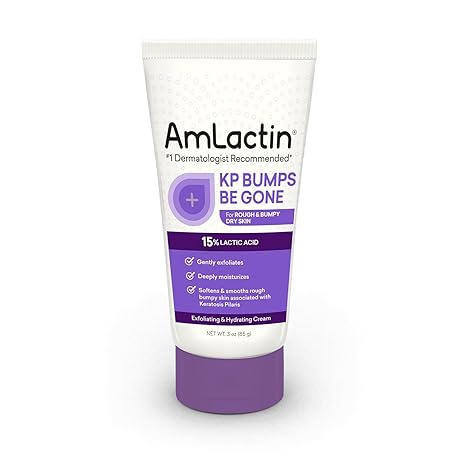 AmLactin®
#1 Dermatologist Recommended*
KP BUMPS
BE GONE
For ROUGH & BUMPY
DRY SKIN
15% LACTIC ACID
Gently exfoliates
Deeply moisturizes
Softens & smooths rough
bumpy skin associated with
Keratosis Pilaris
Exfoliating & Hydrating Cream
NET WT. 3 oz (85 g)